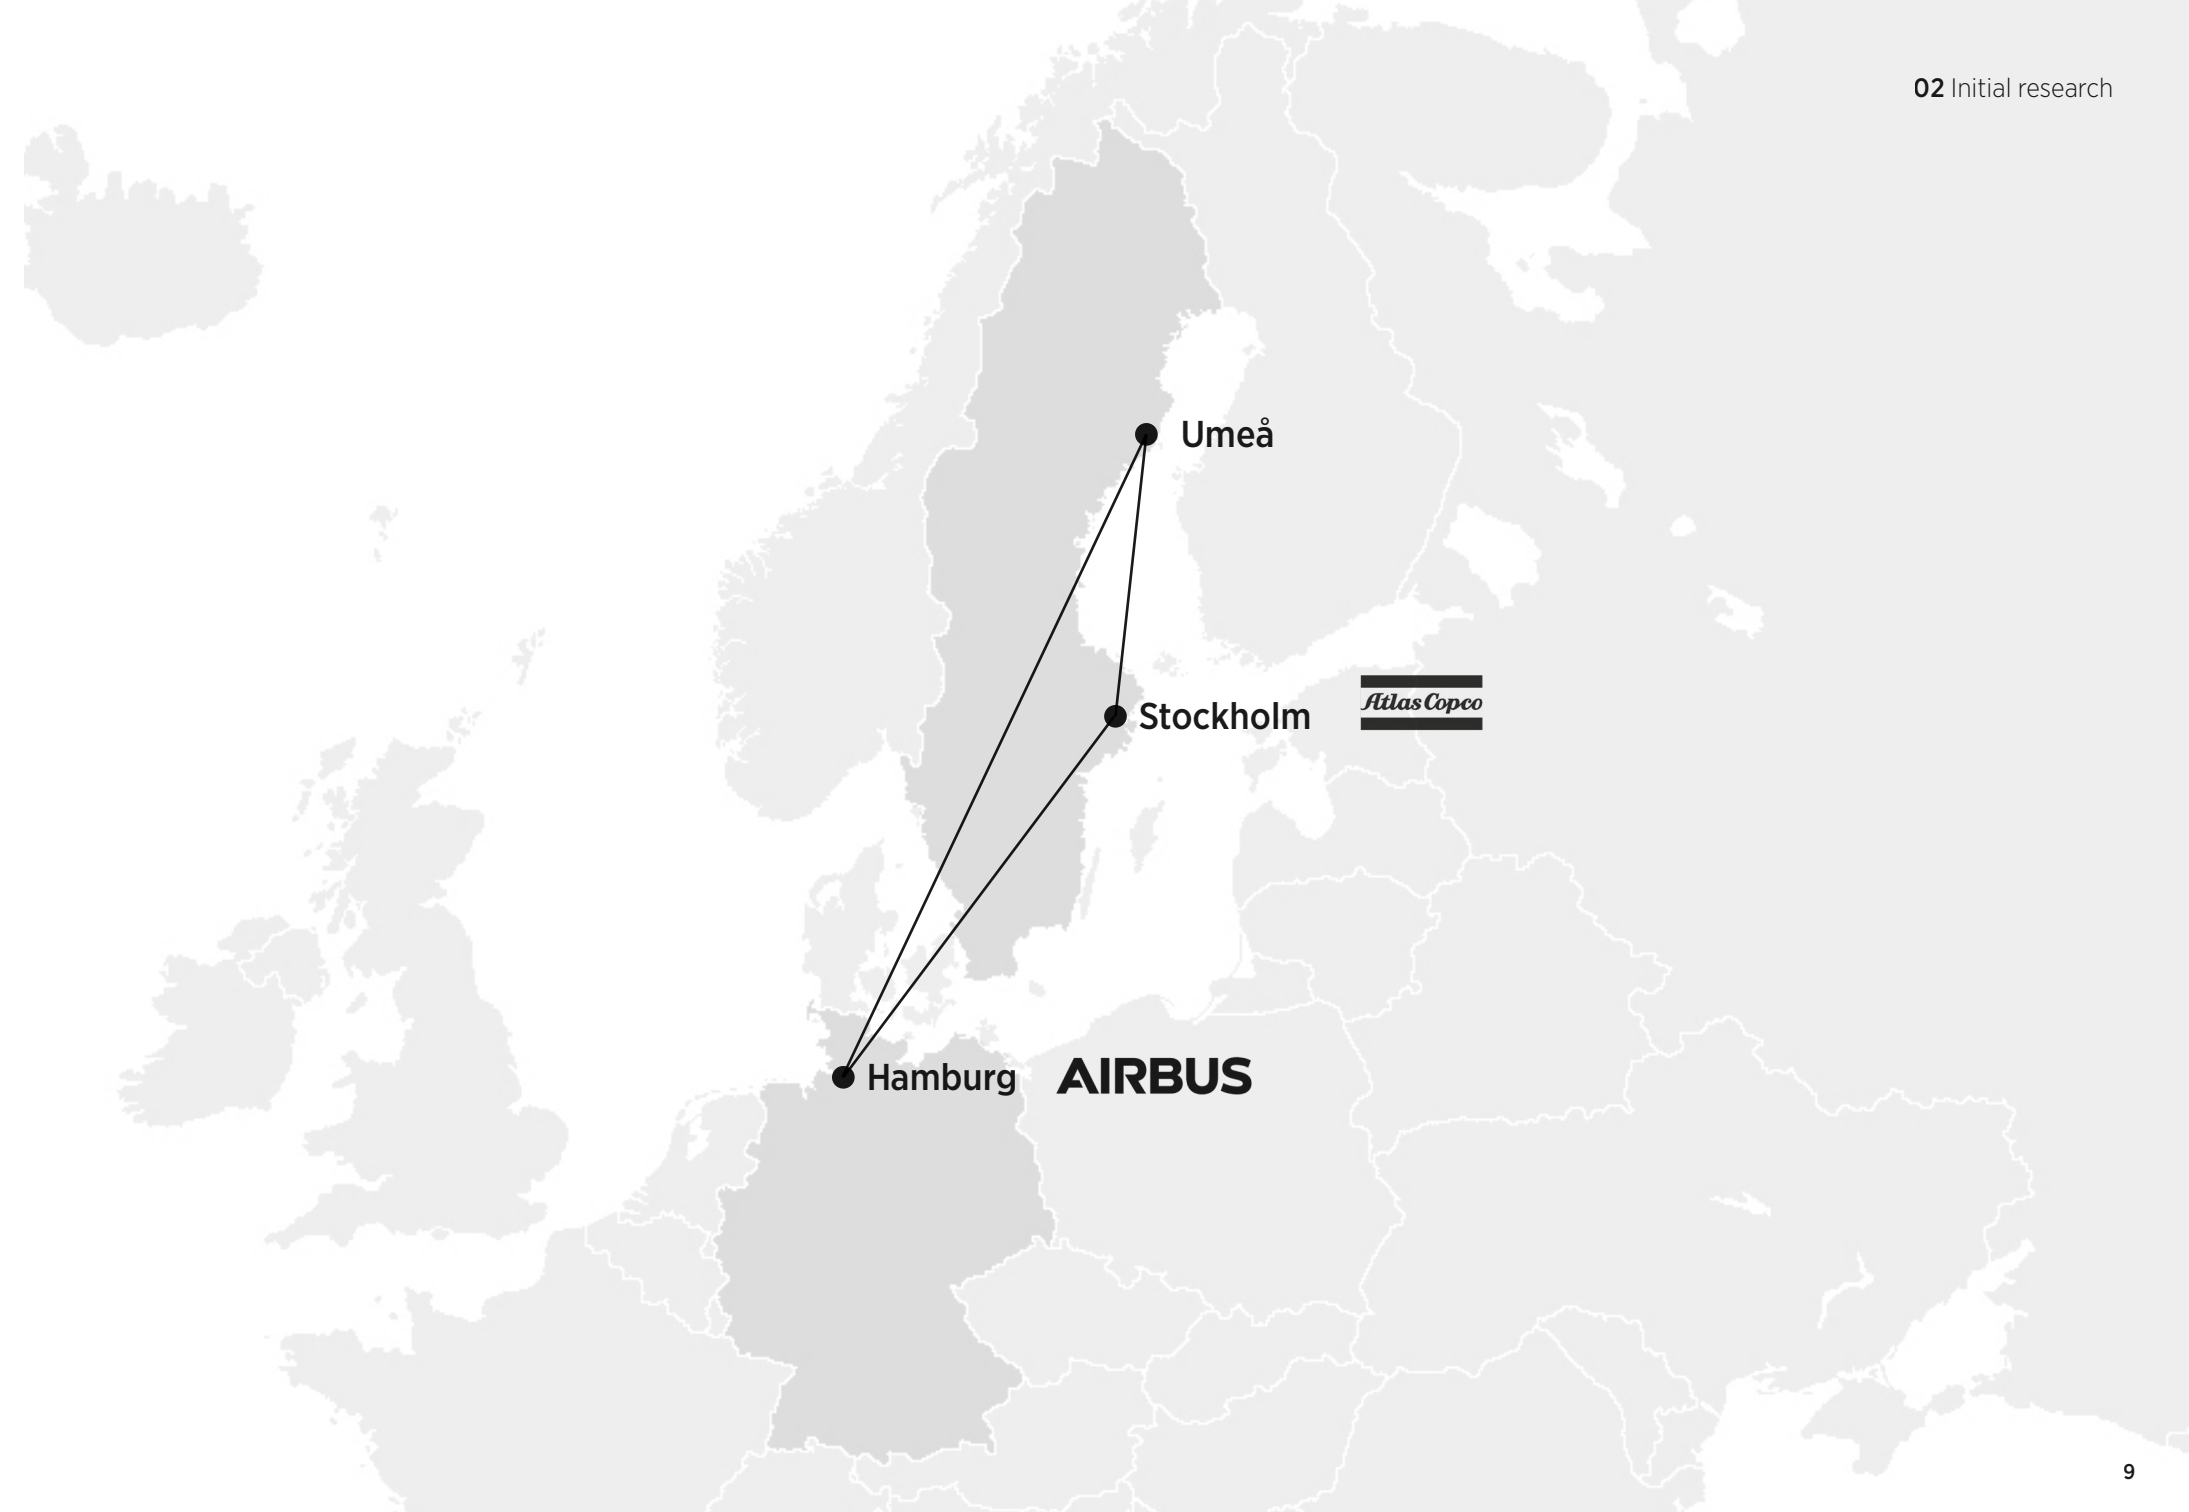 02 Initial research
Umeå
Stockholm
Atlas Copco
Hamburg
AIRBUS
9